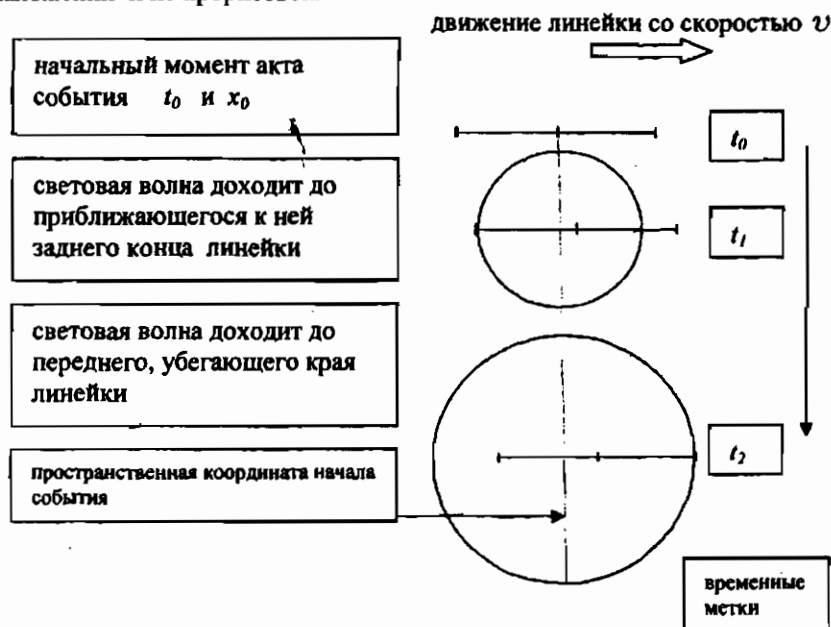 движение линейки со скоростью υ
начальный момент акта
события t₀ и x₀
t₀
световая волна доходит до
приближающегося к ней
заднего конца линейки
t₁
световая волна доходит до
переднего, убегающего края
линейки
t₂
пространственная координата начала
события
временные
метки